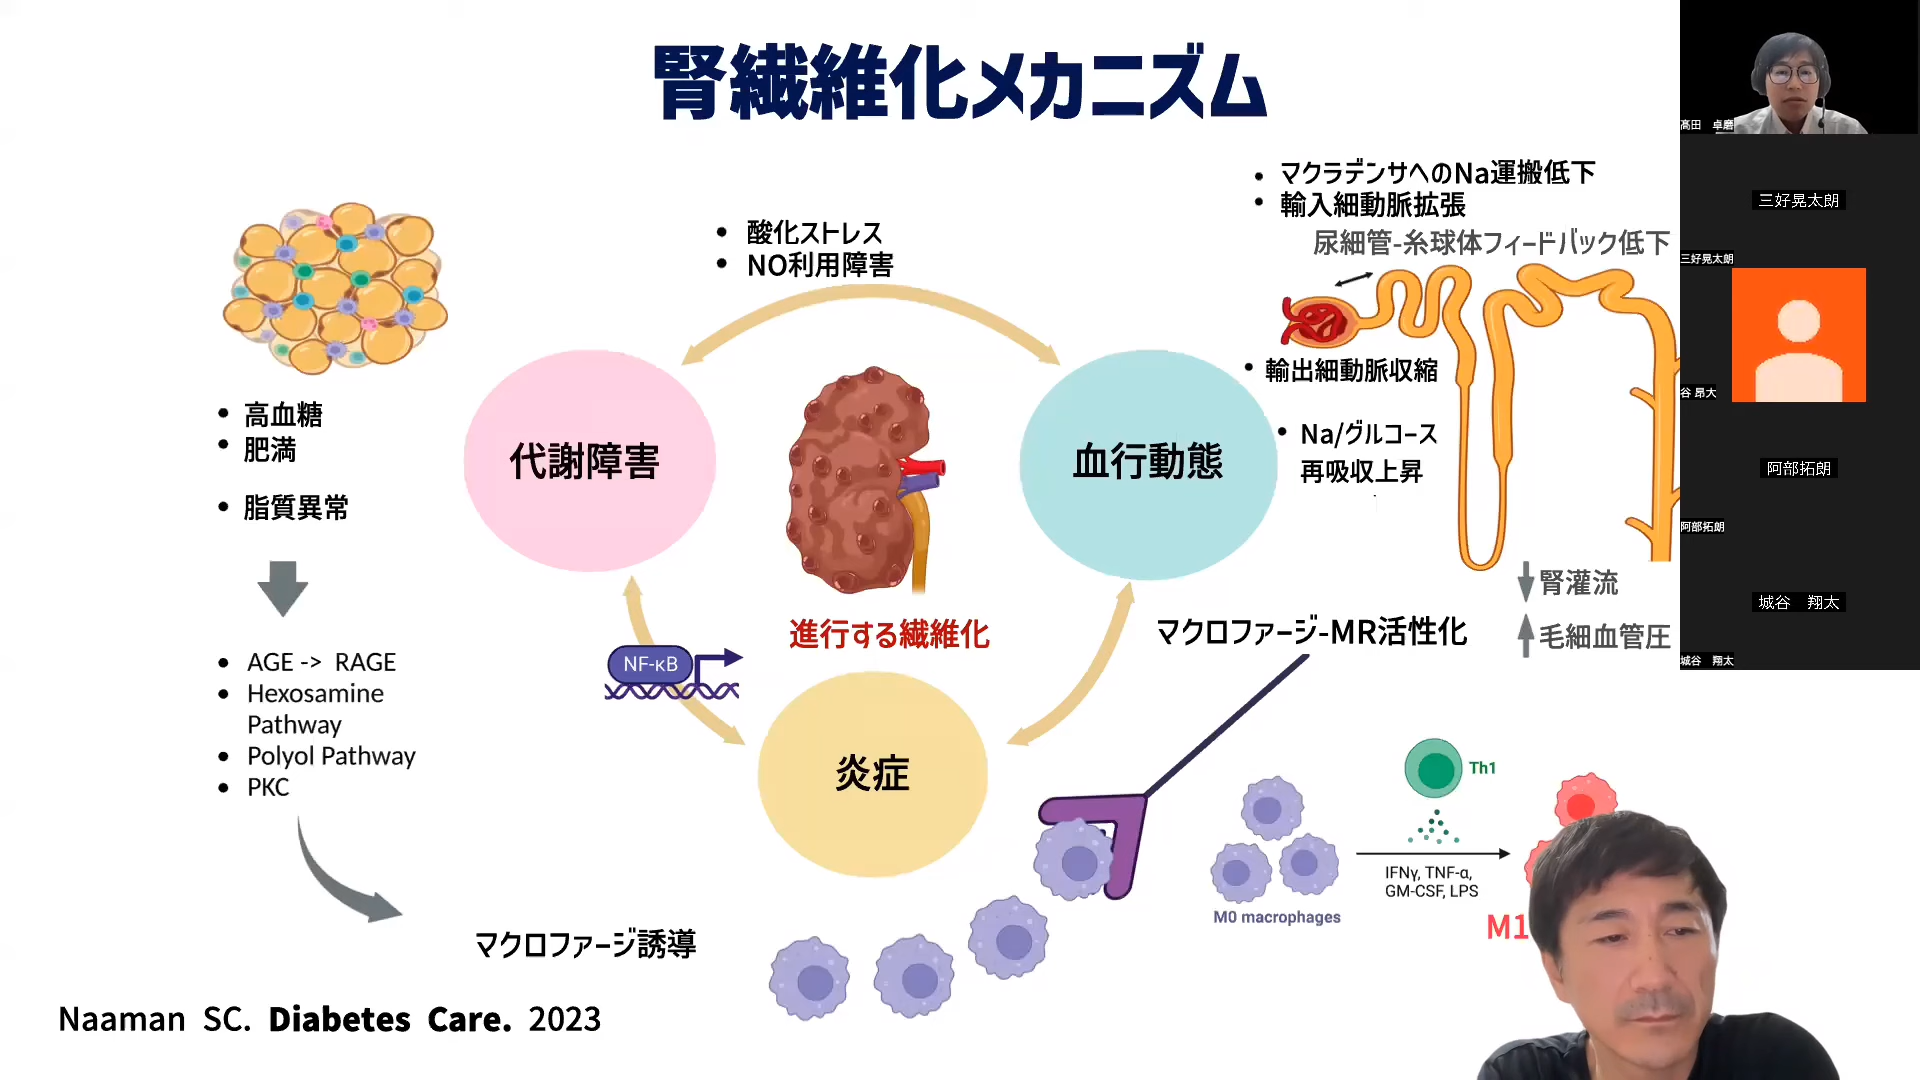 腎繊維化メカニズム
• マクラデンサへのNa運搬低下
• 輸入細動脈拡張
尿細管-糸球体フィードバック低下
• 酸化ストレス
• NO利用障害
• 輸出細動脈収縮
• Na/グルコース
再吸収上昇
• 高血糖
• 肥満
• 脂質異常
代謝障害
血行動態
腎灌流
毛細血管圧
進行する繊維化
マクロファージ-MR活性化
NF-κB
• AGE -> RAGE
• Hexosamine
Pathway
• Polyol Pathway
• PKC
炎症
Th1
IFNγ, TNF-α,
GM-CSF, LPS
M0 macrophages
M1
マクロファージ誘導
Naaman SC. Diabetes Care. 2023
髙田 卓磨
三好晃太朗
三好晃太朗
谷 昂大
阿部拓朗
阿部拓朗
城谷 翔太
城谷 翔太